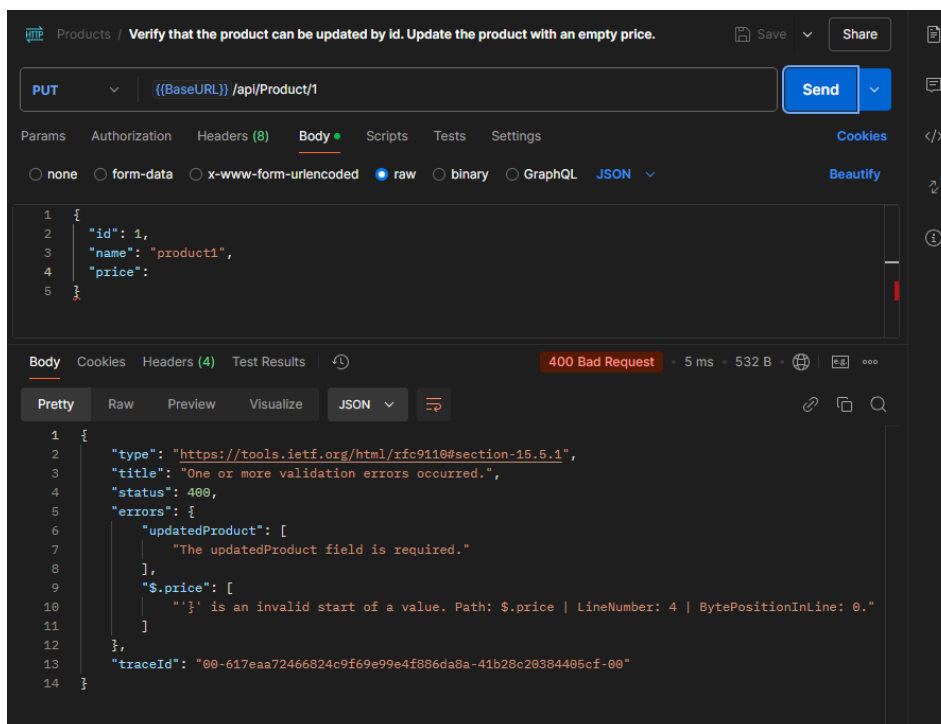 HTTP Products / Verify that the product can be updated by id. Update the product with an empty price. Save Share
PUT {{BaseURL}} /api/Product/1 Send
Params Authorization Headers (8) Body Scripts Tests Settings Cookies
none form-data x-www-form-urlencoded raw binary GraphQL JSON Beautify
1 {
2 "id": 1,
3 "name": "product1",
4 "price":
5 }
Body Cookies Headers (4) Test Results 400 Bad Request 5 ms 532 B e.g.
Pretty Raw Preview Visualize JSON
1 {
2 "type": "https://tools.ietf.org/html/rfc9110#section-15.5.1",
3 "title": "One or more validation errors occurred.",
4 "status": 400,
5 "errors": {
6 "updatedProduct": [
7 "The updatedProduct field is required."
8 ],
9 "$.price": [
10 "'}' is an invalid start of a value. Path: $.price | LineNumber: 4 | BytePositionInLine: 0."
11 ]
12 },
13 "traceId": "00-617eaa72466824c9f69e99e4f886da8a-41b28c20384405cf-00"
14 }